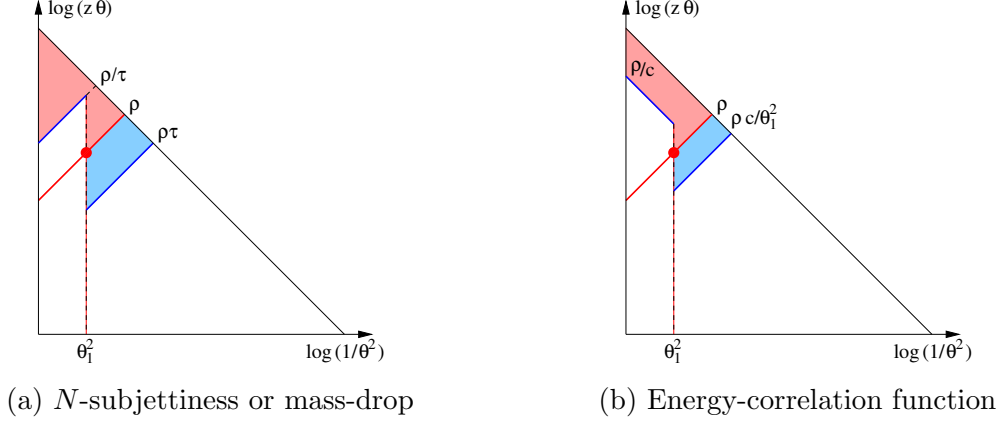 log (z θ)
ρ/τ
ρ
ρτ
θ₁²
log (1/θ²)
(a) N-subjettiness or mass-drop
log (z θ)
ρ/c
ρ
ρ c/θ₁²
θ₁²
log (1/θ²)
(b) Energy-correlation function